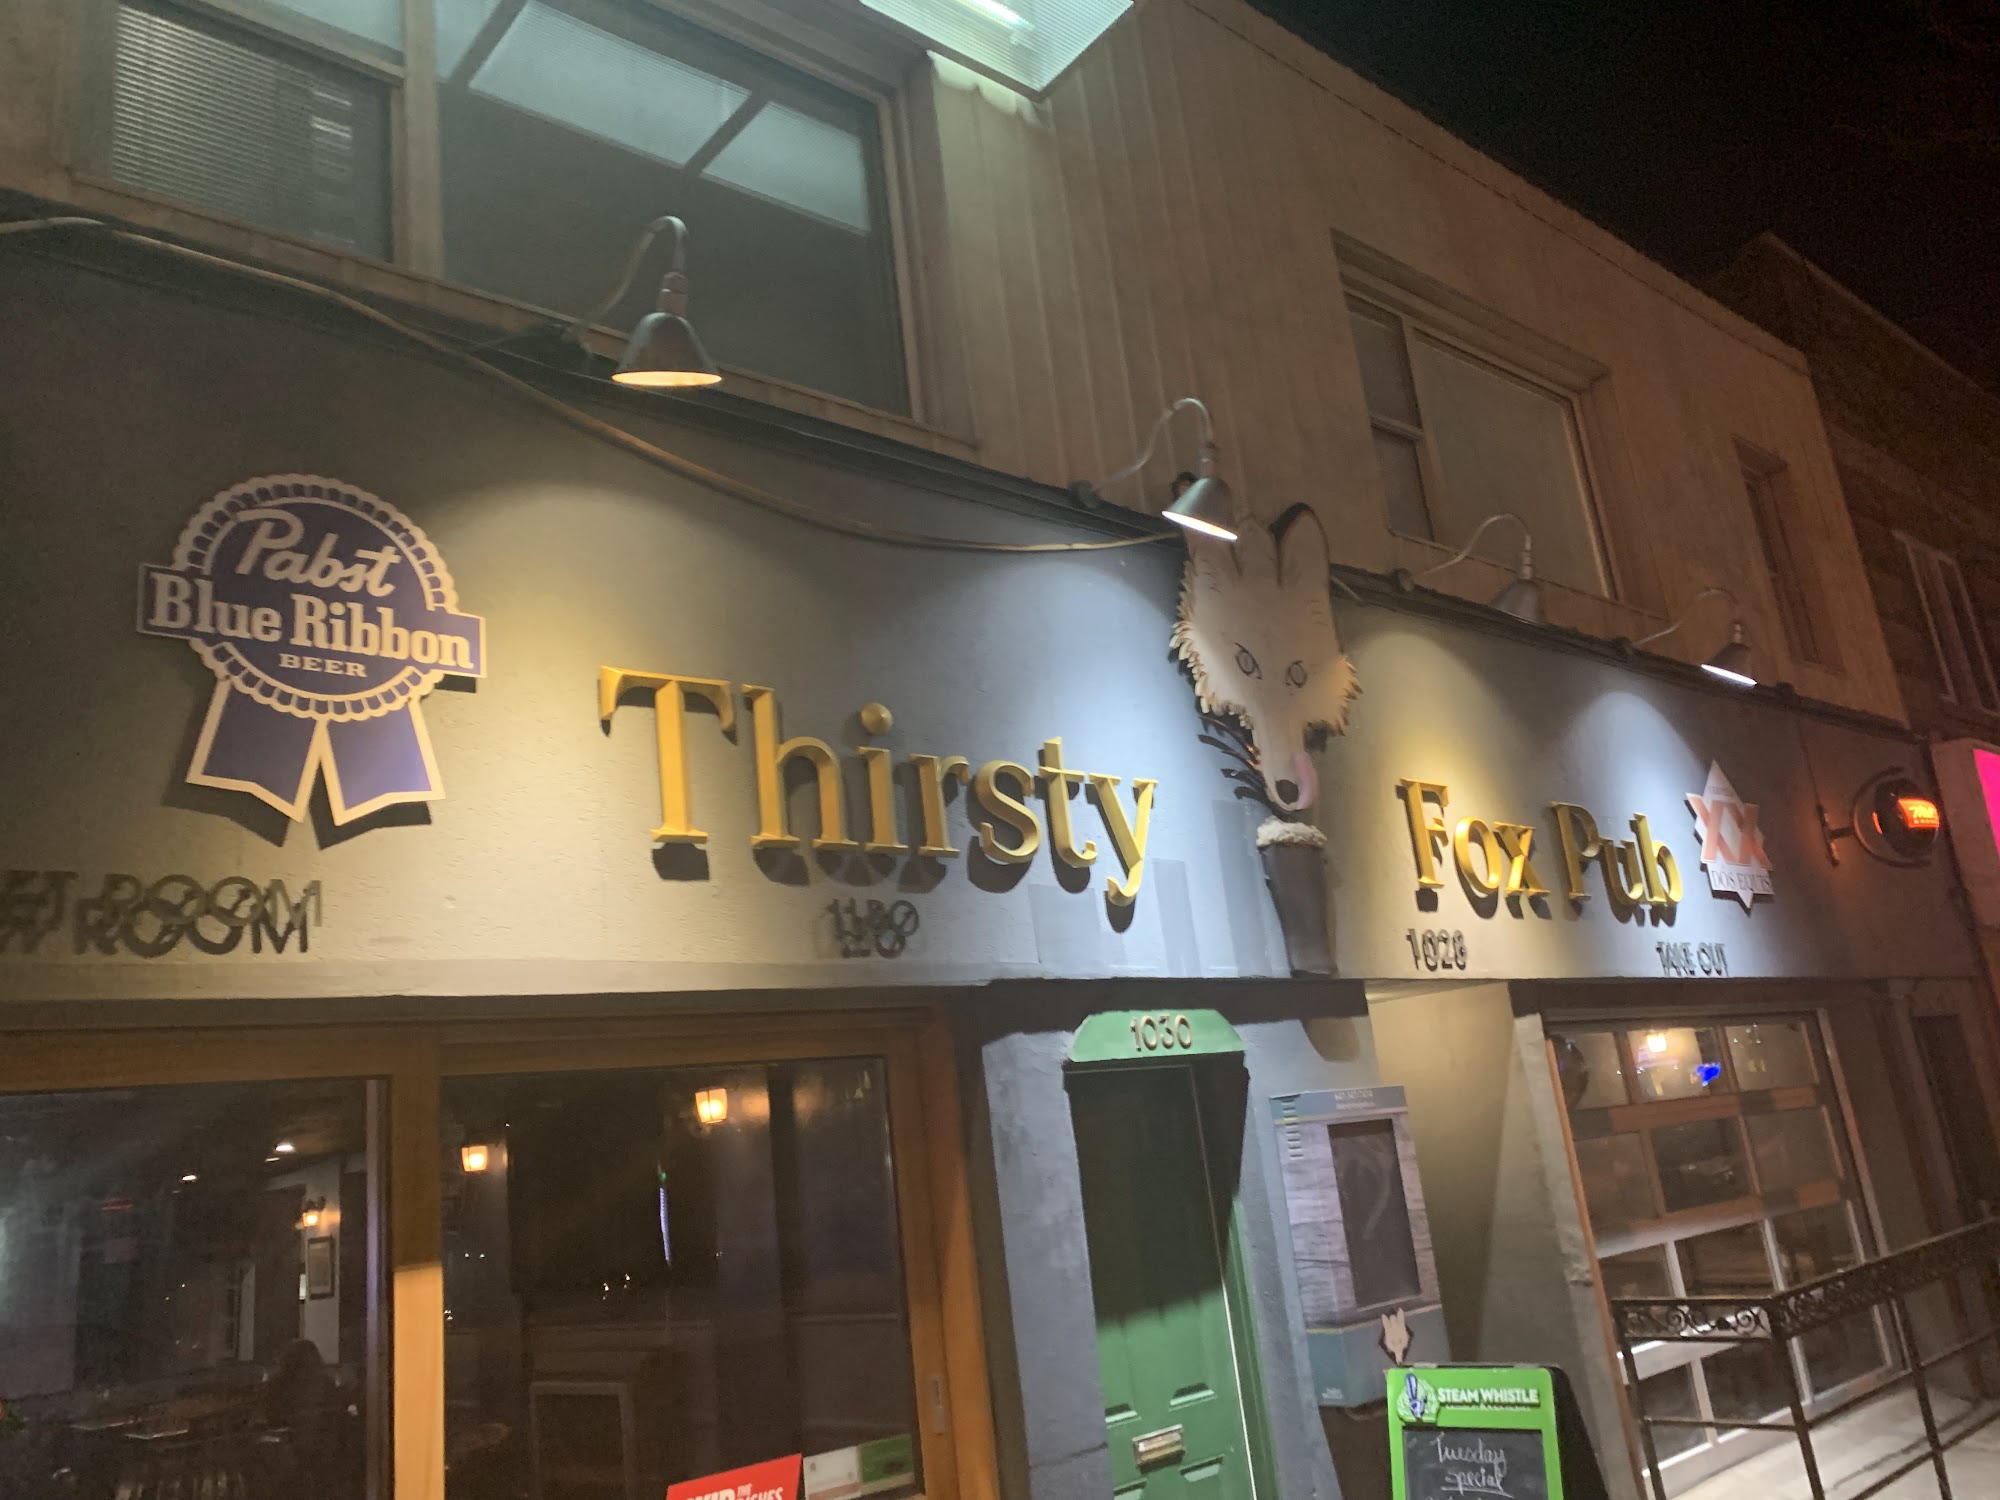 Pabst
Blue Ribbon
BEER
Thirsty
Fox Pub
XX
DOS EQUIS
ROOM
1028
TAKE OUT
1030
STEAM WHISTLE
Tuesday
Special
THE